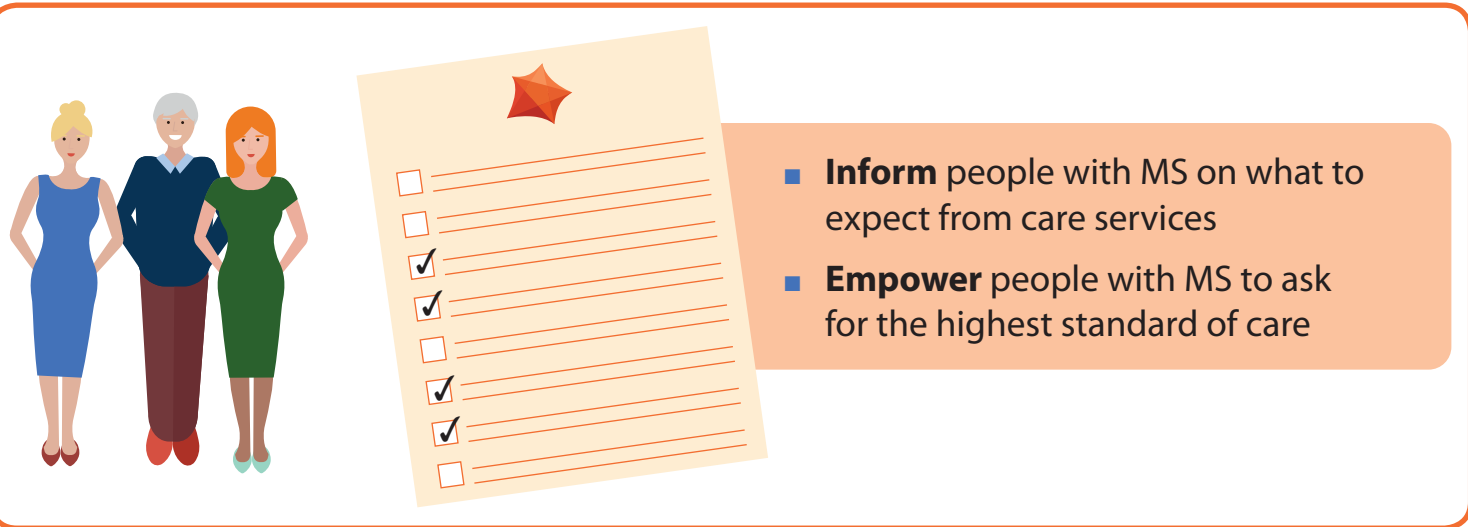 ■ Inform people with MS on what to
expect from care services
■ Empower people with MS to ask
for the highest standard of care